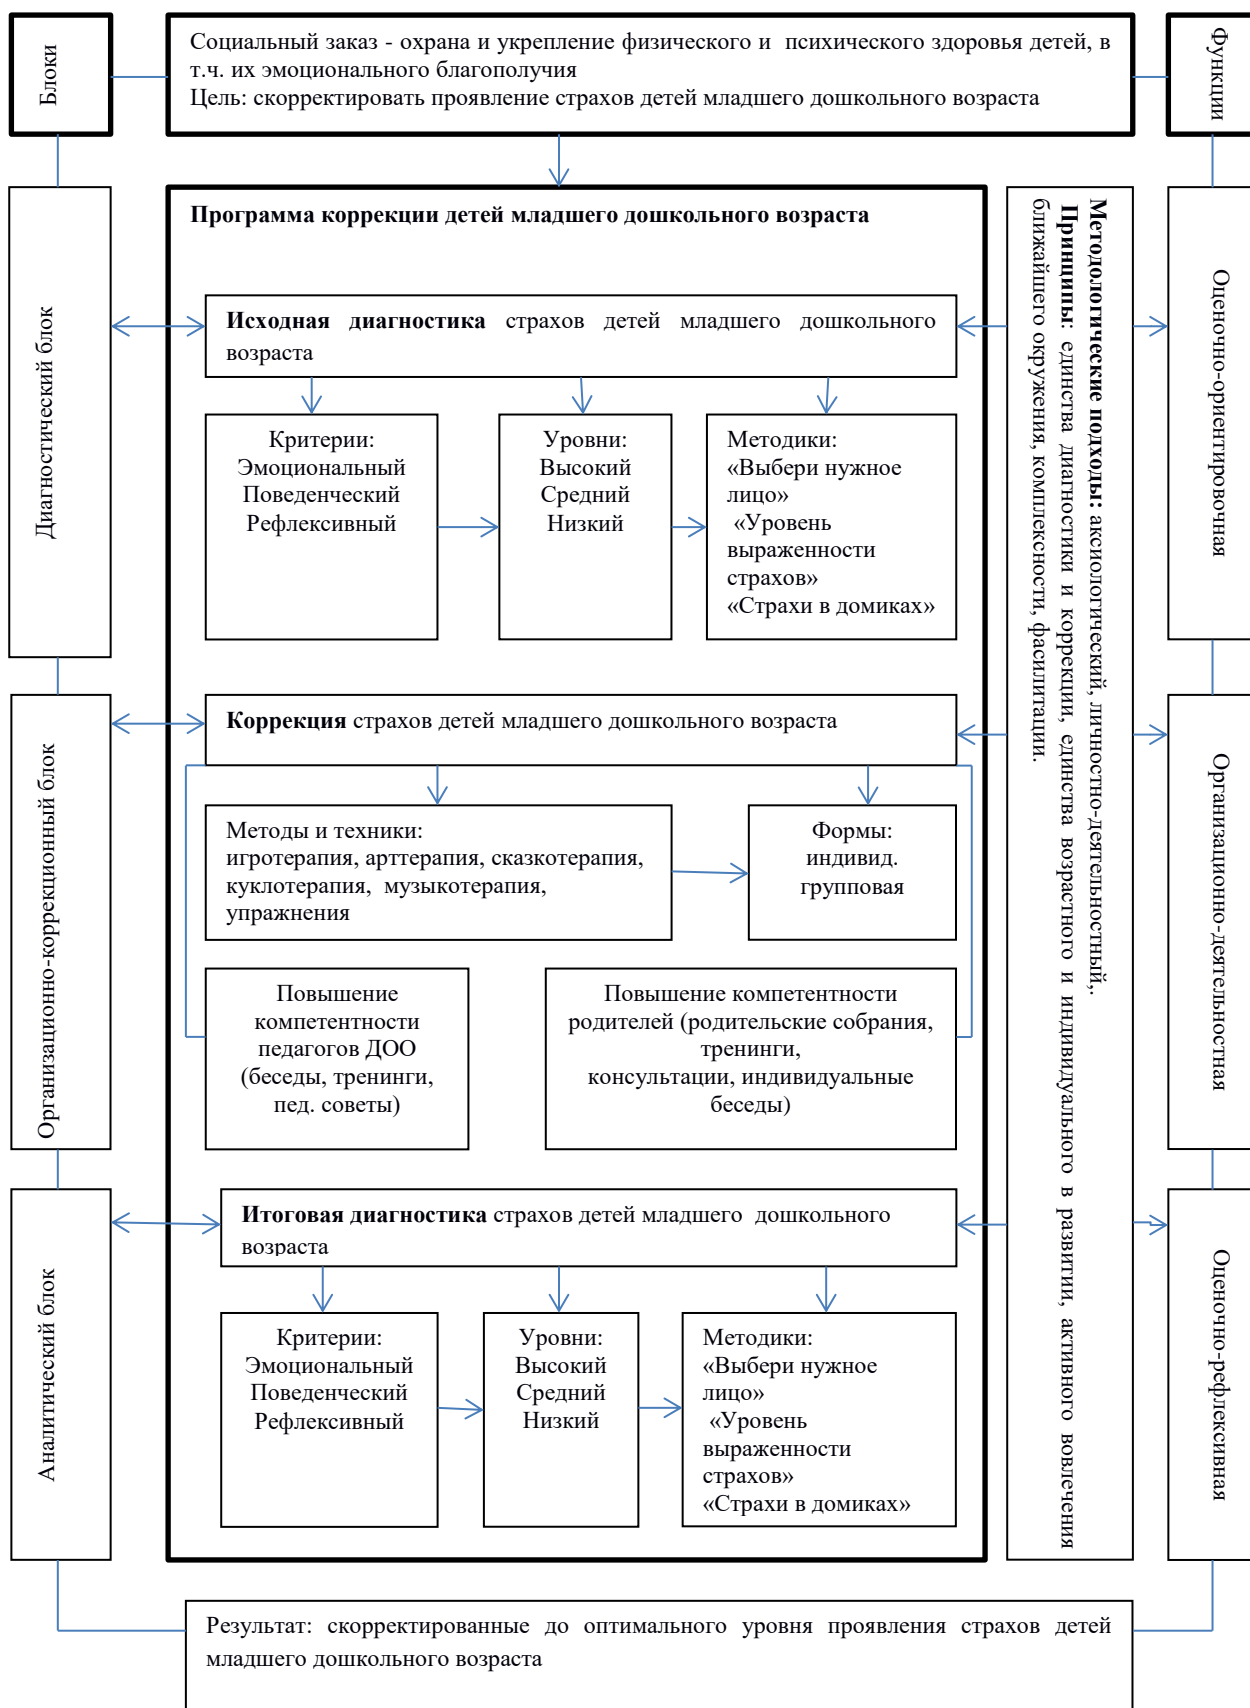 Блоки
Социальный заказ - охрана и укрепление физического и психического здоровья детей, в
т.ч. их эмоционального благополучия
Цель: скорректировать проявление страхов детей младшего дошкольного возраста
Функции
Диагностический блок
Программа коррекции детей младшего дошкольного возраста
Исходная диагностика страхов детей младшего дошкольного
возраста
Критерии:
Эмоциональный
Поведенческий
Рефлексивный
Уровни:
Высокий
Средний
Низкий
Методики:
«Выбери нужное
лицо»
«Уровень
выраженности
страхов»
«Страхи в домиках»
Методологические подходы: аксиологический, личностно-деятельностный,.
Принципы: единства диагностики и коррекции, единства возрастного и индивидуального в развитии, активного вовлечения
ближайшего окружения, комплексности, фасилитации.
Оценочно-ориентировочная
Организационно-коррекционный блок
Коррекция страхов детей младшего дошкольного возраста
Методы и техники:
игротерапия, арттерапия, сказкотерапия,
куклотерапия, музыкотерапия,
упражнения
Формы:
индивид.
групповая
Повышение
компетентности
педагогов ДОО
(беседы, тренинги,
пед. советы)
Повышение компетентности
родителей (родительские собрания,
тренинги,
консультации, индивидуальные
беседы)
Организационно-деятельностная
Аналитический блок
Итоговая диагностика страхов детей младшего дошкольного
возраста
Критерии:
Эмоциональный
Поведенческий
Рефлексивный
Уровни:
Высокий
Средний
Низкий
Методики:
«Выбери нужное
лицо»
«Уровень
выраженности
страхов»
«Страхи в домиках»
Оценочно-рефлексивная
Результат: скорректированные до оптимального уровня проявления страхов детей
младшего дошкольного возраста